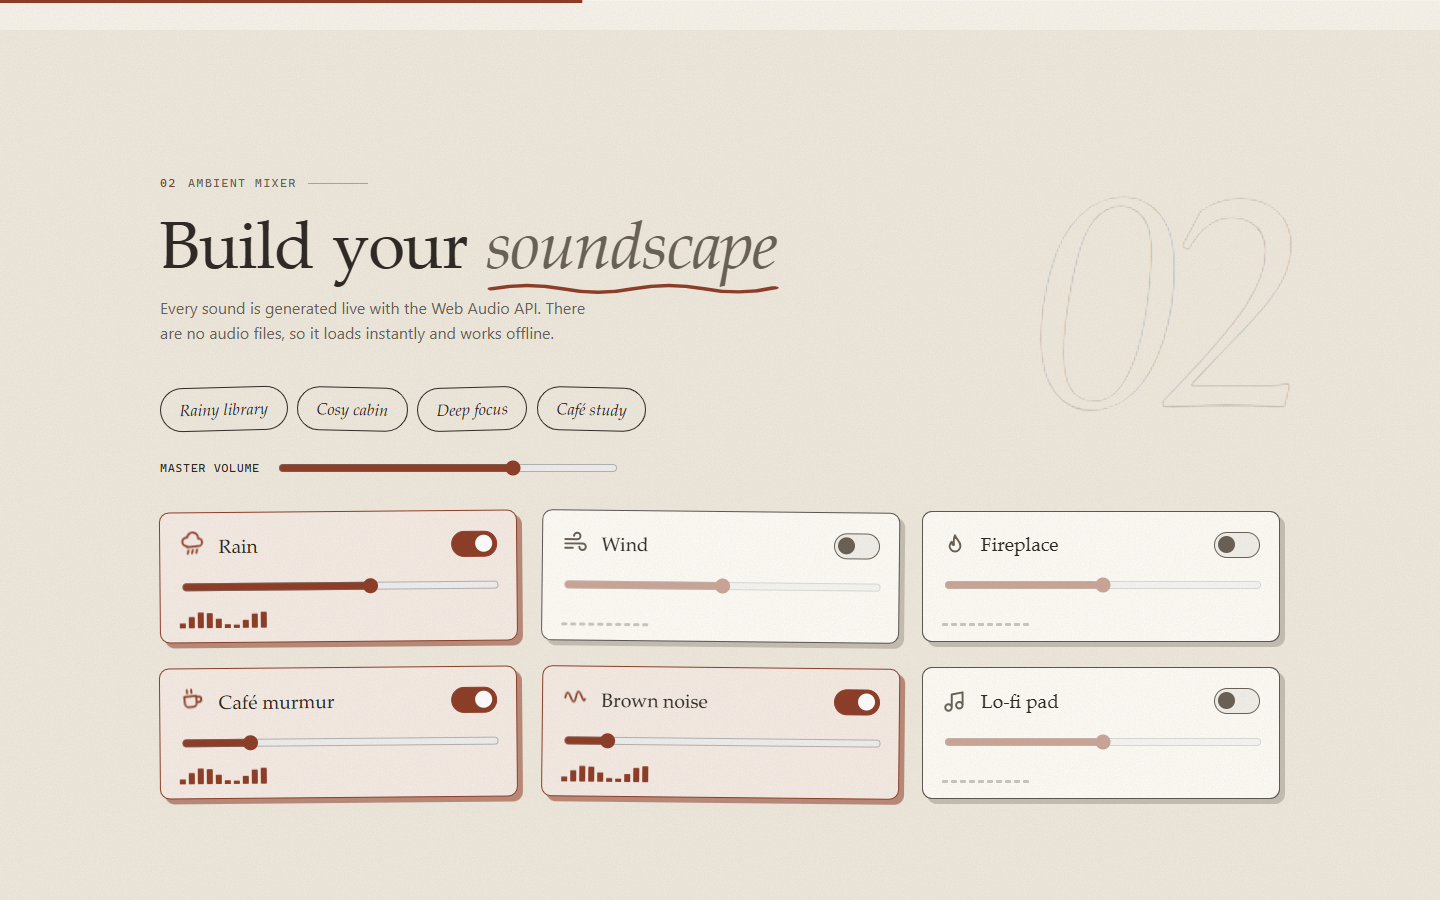 02 AMBIENT MIXER
02
Build your soundscape
Every sound is generated live with the Web Audio API. There
are no audio files, so it loads instantly and works offline.
Rainy library
Cosy cabin
Deep focus
Café study
MASTER VOLUME
Rain
Wind
Fireplace
Café murmur
Brown noise
Lo-fi pad